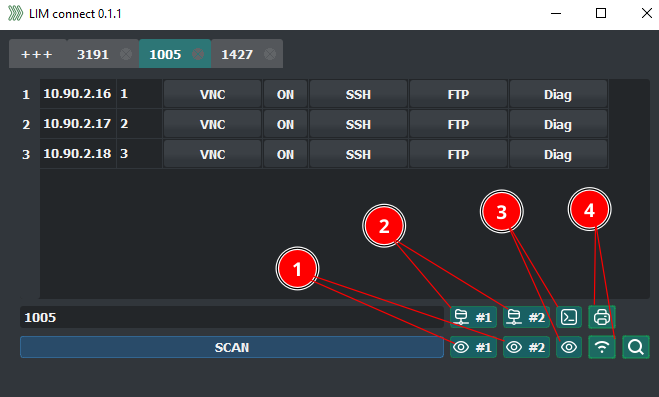 LIM connect 0.1.1
+++ 3191 1005 1427
1 10.90.2.16 1 VNC ON SSH FTP Diag
2 10.90.2.17 2 VNC ON SSH FTP Diag
3 10.90.2.18 3 VNC ON SSH FTP Diag
1 2 3 4
1005 #1 #2
SCAN #1 #2